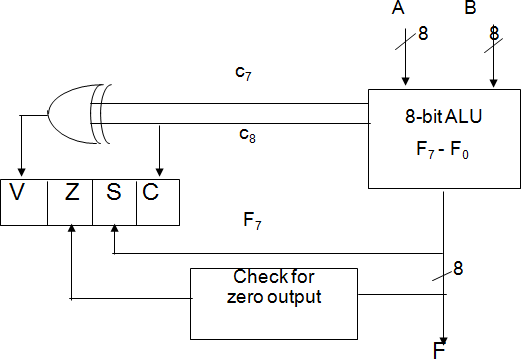 A B
8 8
c7
8-bit ALU
F7 - F0
c8
V Z S C
F7
8
Check for
zero output
F